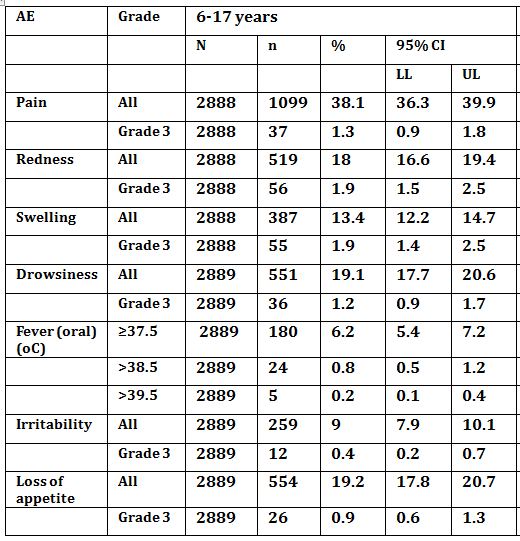 AE Grade 6-17 years
N n % 95% CI
LL UL
Pain All 2888 1099 38.1 36.3 39.9
Grade 3 2888 37 1.3 0.9 1.8
Redness All 2888 519 18 16.6 19.4
Grade 3 2888 56 1.9 1.5 2.5
Swelling All 2888 387 13.4 12.2 14.7
Grade 3 2888 55 1.9 1.4 2.5
Drowsiness All 2889 551 19.1 17.7 20.6
Grade 3 2889 36 1.2 0.9 1.7
Fever (oral) ≥37.5 2889 180 6.2 5.4 7.2
(oC)
>38.5 2889 24 0.8 0.5 1.2
>39.5 2889 5 0.2 0.1 0.4
Irritability All 2889 259 9 7.9 10.1
Grade 3 2889 12 0.4 0.2 0.7
Loss of All 2889 554 19.2 17.8 20.7
appetite
Grade 3 2889 26 0.9 0.6 1.3